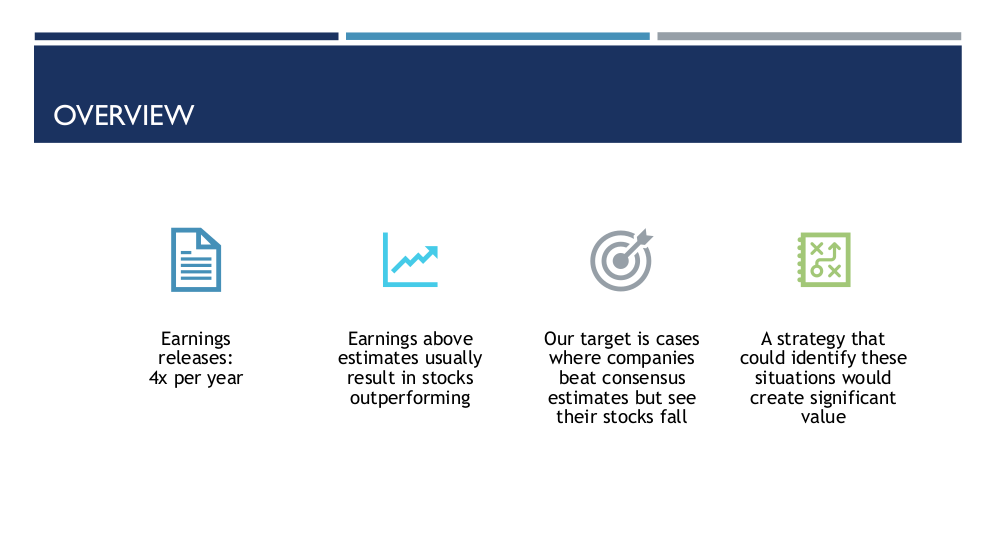 OVERVIEW
Earnings
releases:
4x per year
Earnings above
estimates usually
result in stocks
outperforming
Our target is cases
where companies
beat consensus
estimates but see
their stocks fall
A strategy that
could identify these
situations would
create significant
value